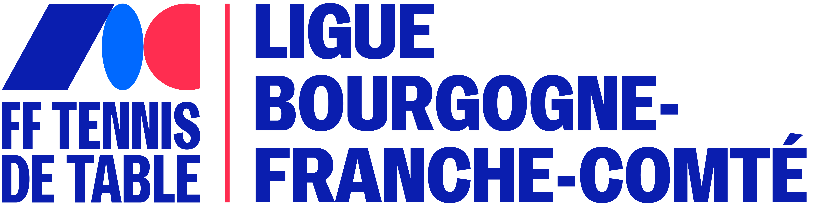 FF TENNIS
DE TABLE
LIGUE
BOURGOGNE-
FRANCHE-COMTÉ